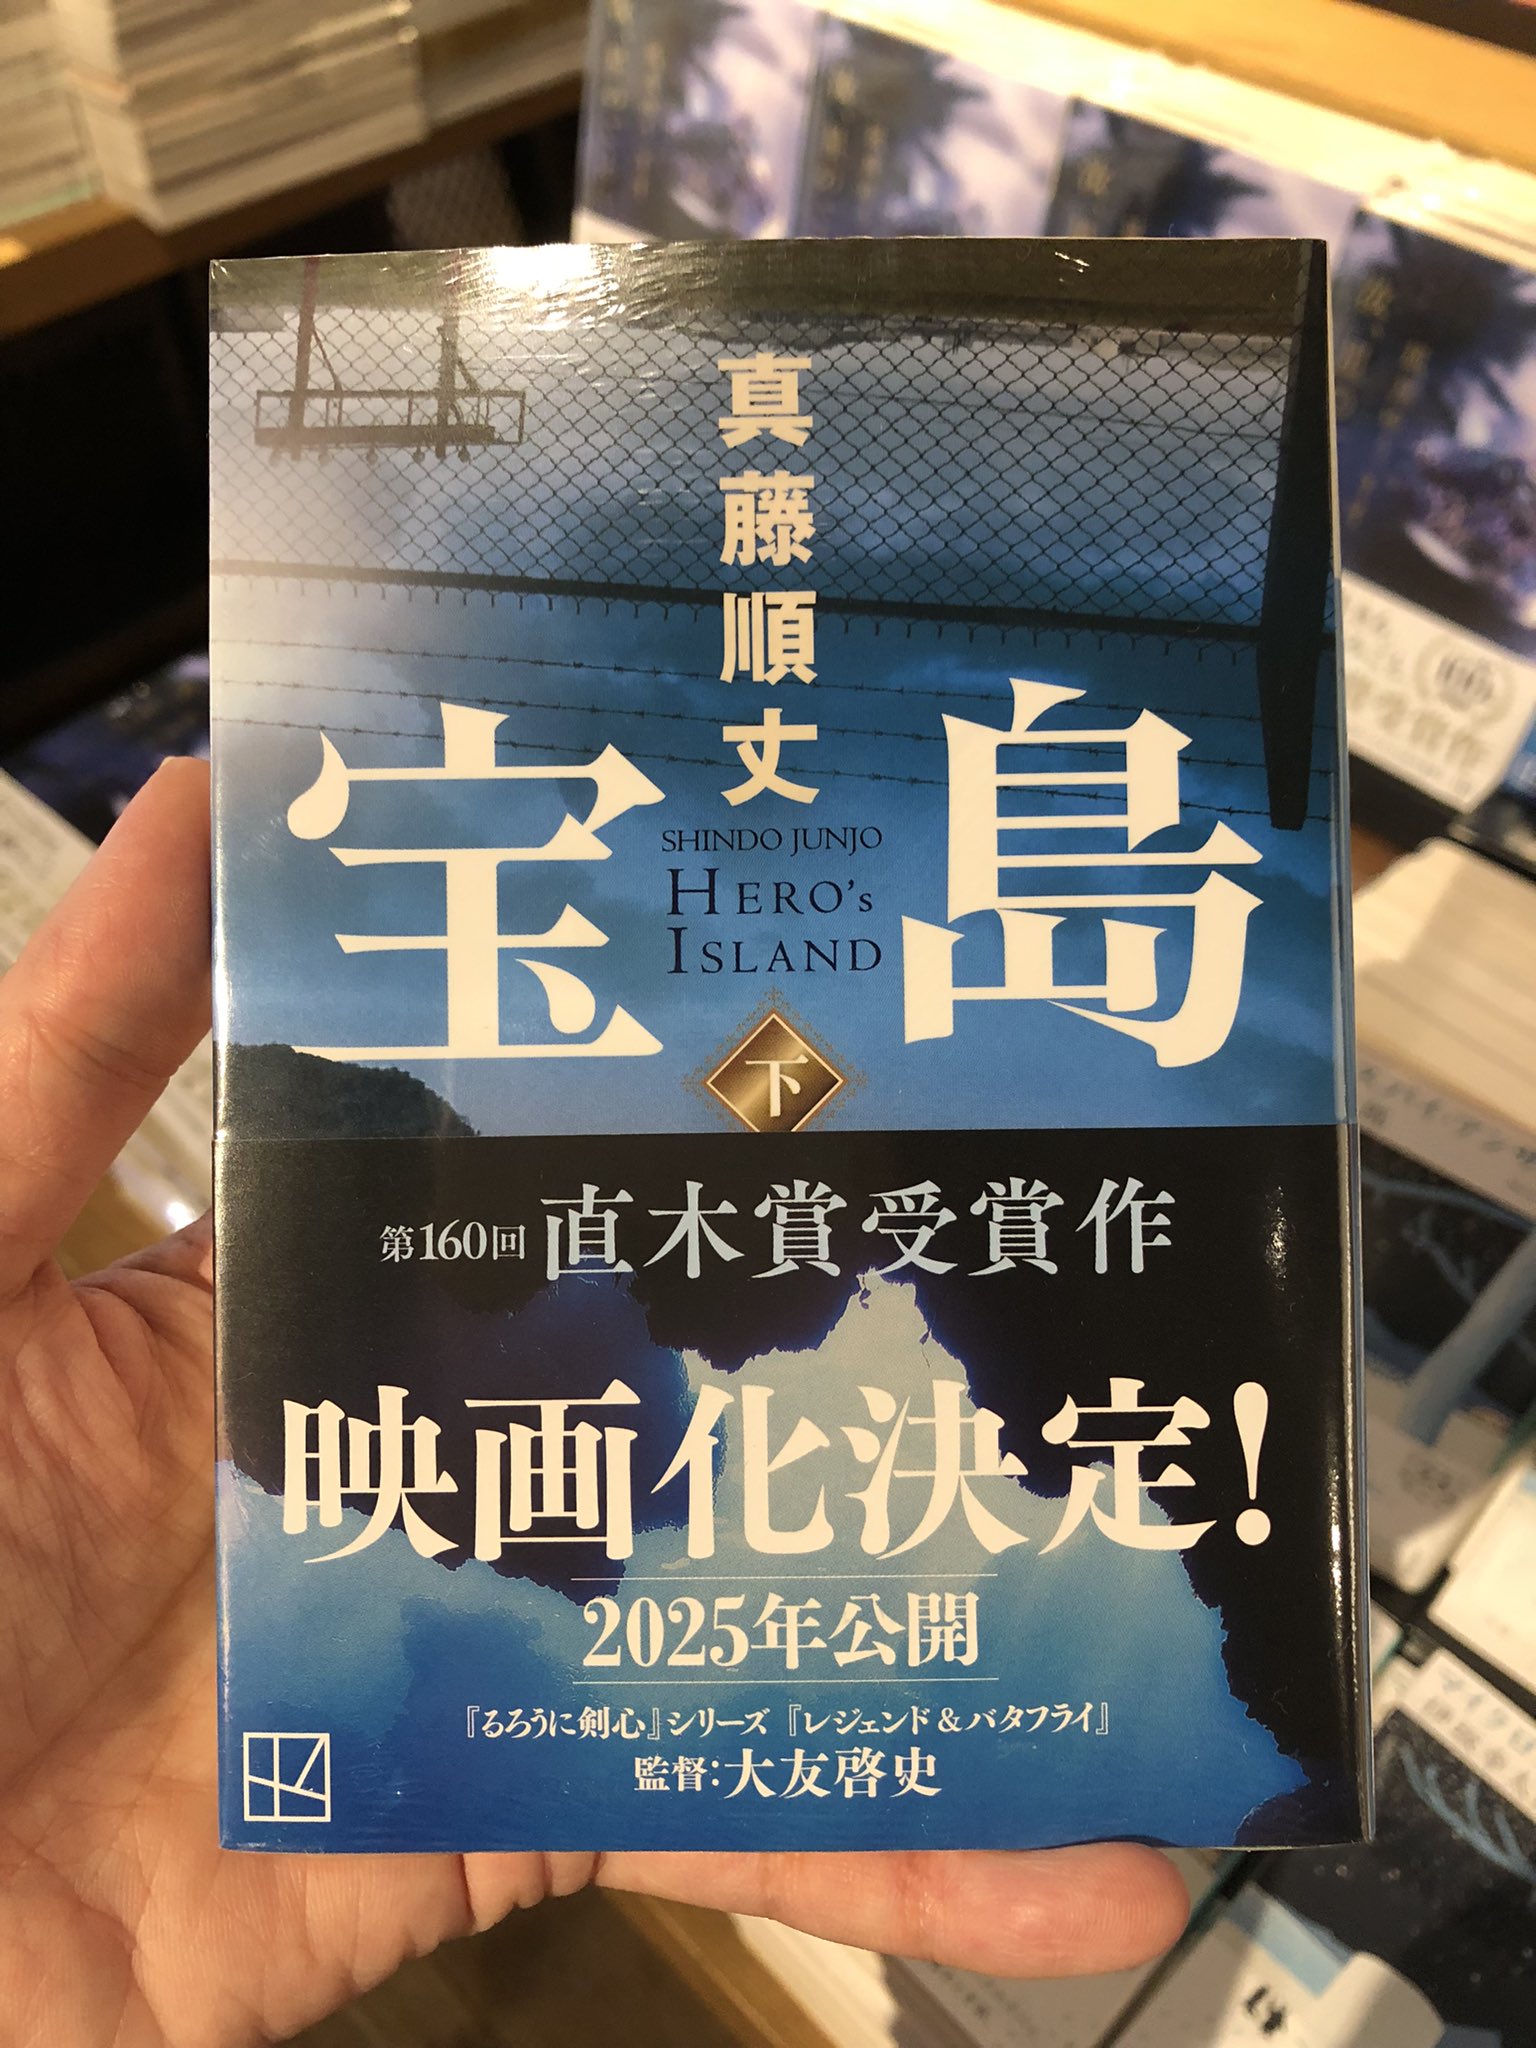 真藤順丈
宝島
SHINDO JUNJO
HERO's
ISLAND
下
第160回 直木賞受賞作
映画化決定!
2025年公開
『るろうに剣心』シリーズ 『レジェンド&バタフライ』
監督:大友啓史